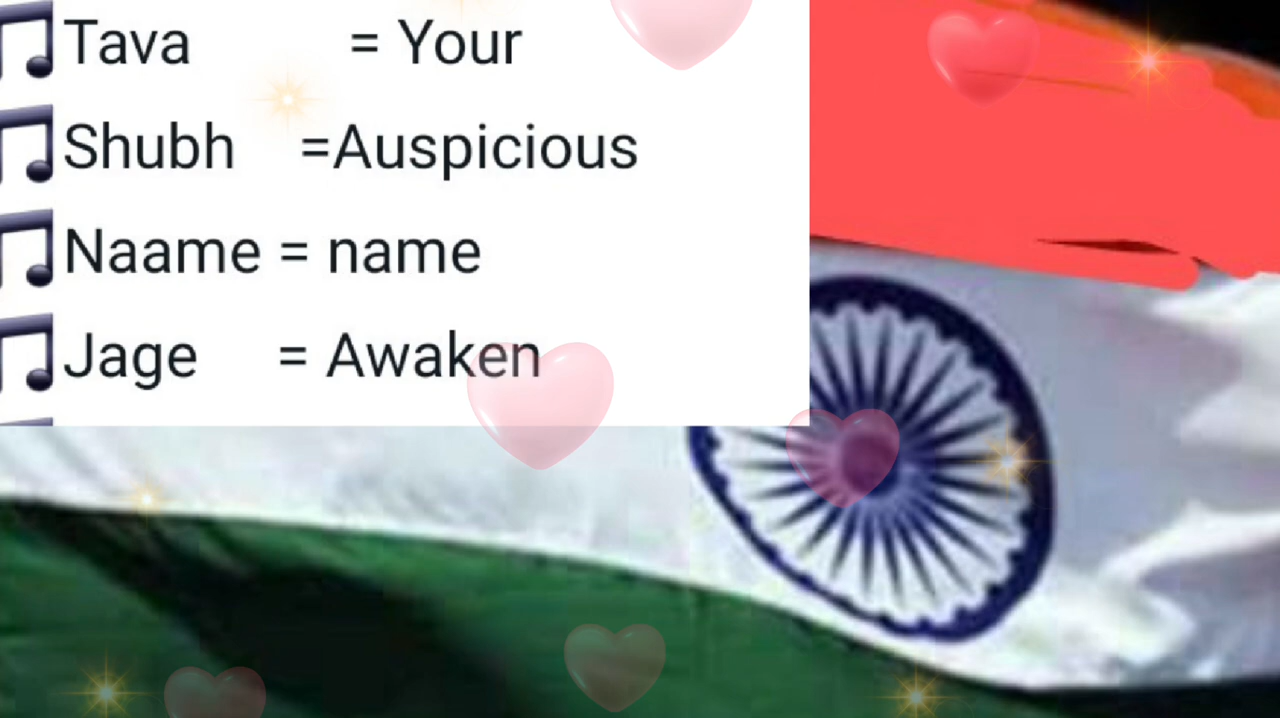 Tava = Your
Shubh =Auspicious
Naame = name
Jage = Awaken